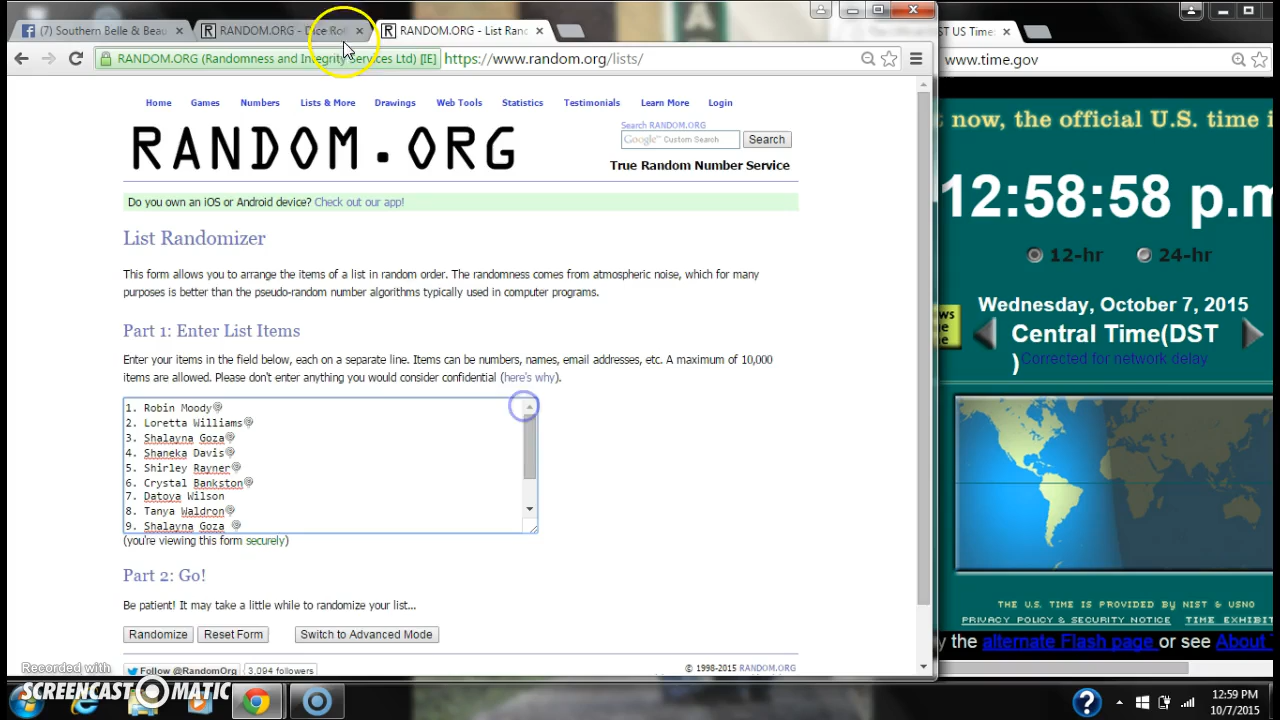 (7) Southern Belle & Beau
RANDOM.ORG - Dice Ro
RANDOM.ORG - List Ran
ST US Time
RANDOM.ORG (Randomness and Integrity Services Ltd) [IE]
https://www.random.org/lists/
www.time.gov
Home
Games
Numbers
Lists & More
Drawings
Web Tools
Statistics
Testimonials
Learn More
Login
RANDOM.ORG
Search RANDOM.ORG
Google™ Custom Search
Search
True Random Number Service
Do you own an iOS or Android device? Check out our app!
List Randomizer
This form allows you to arrange the items of a list in random order. The randomness comes from atmospheric noise, which for many
purposes is better than the pseudo-random number algorithms typically used in computer programs.
Part 1: Enter List Items
Enter your items in the field below, each on a separate line. Items can be numbers, names, email addresses, etc. A maximum of 10,000
items are allowed. Please don't enter anything you would consider confidential (here's why).
1. Robin Moody
2. Loretta Williams
3. Shalayna Goza
4. Shaneka Davis
5. Shirley Rayner
6. Crystal Bankston
7. Datoya Wilson
8. Tanya Waldron
9. Shalayna Goza
(you're viewing this form securely)
Part 2: Go!
Be patient! It may take a little while to randomize your list...
Randomize
Reset Form
Switch to Advanced Mode
Follow @RandomOrg
3,094 followers
© 1998-2015 RANDOM.ORG
t now, the official U.S. time i
12:58:58 p.m
12-hr
24-hr
Wednesday, October 7, 2015
Central Time(DST
)
Corrected for network delay
THE U.S. TIME IS PROVIDED BY NIST & USNO
PRIVACY POLICY & SECURITY NOTICE
TIME EXHIBIT
y the alternate Flash page or see About T
Recorded with
SCREENCAST-O-MATIC
12:59 PM
10/7/2015